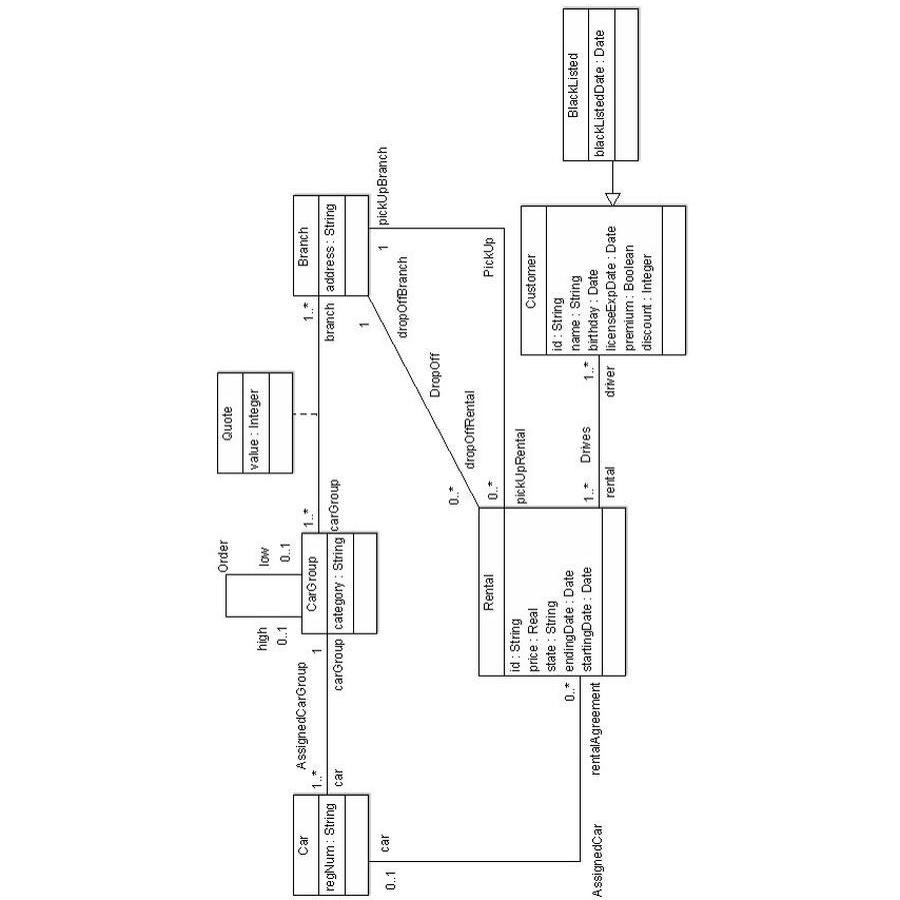 Car
regNum : String
1..*
car
AssignedCarGroup
1
carGroup
CarGroup
category : String
high
0..1
low
0..1
Order
1..*
carGroup
Quote
value : Integer
1..*
branch
Branch
address : String
1
pickUpBranch
1
dropOffBranch
DropOff
dropOffRental
0..*
PickUp
0..*
pickUpRental
car
0..1
AssignedCar
0..*
rentalAgreement
Rental
id : String
price : Real
state : String
endingDate : Date
startingDate : Date
1..*
rental
Drives
1..*
driver
Customer
id : String
name : String
birthday : Date
licenseExpDate : Date
premium : Boolean
discount : Integer
BlackListed
blackListedDate : Date